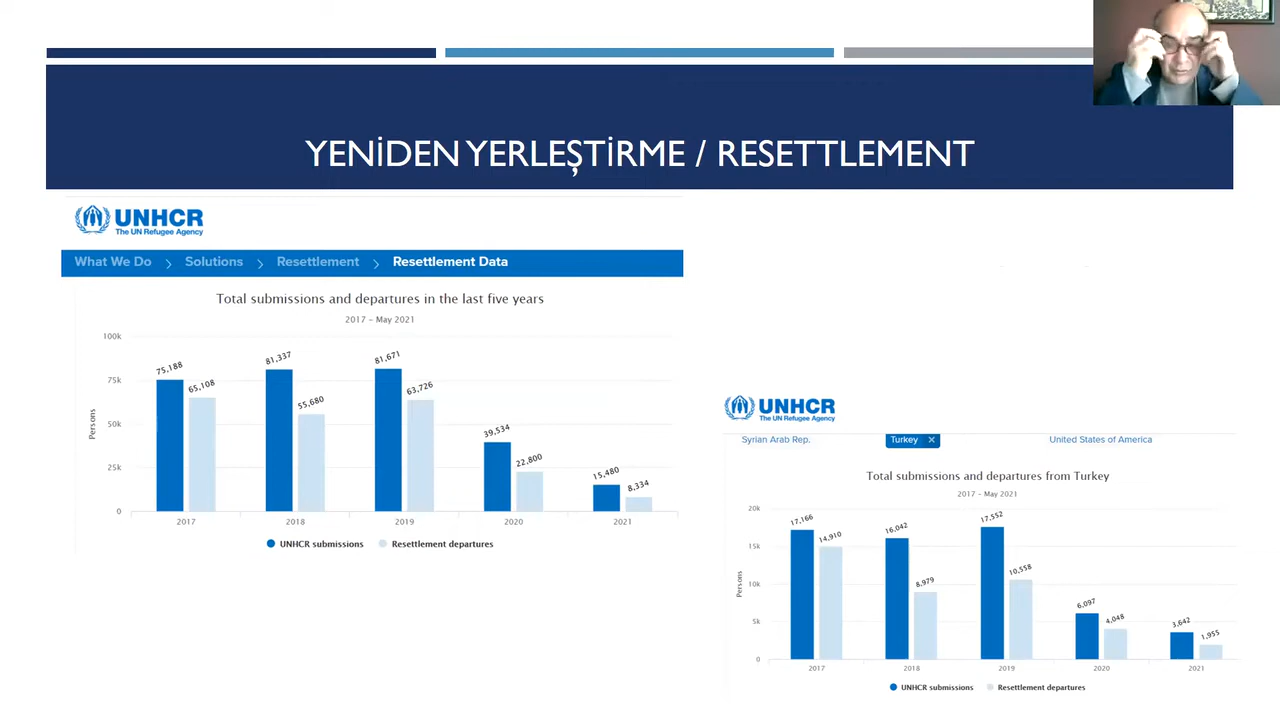 YENİDEN YERLEŞTİRME / RESETTLEMENT
UNHCR
The UN Refugee Agency
What We Do > Solutions > Resettlement > Resettlement Data
Total submissions and departures in the last five years
2017 – May 2021
Persons
100k
75k
50k
25k
0
75,188
65,108
81,337
55,680
81,671
63,726
39,534
22,800
15,480
8,334
2017 2018 2019 2020 2021
UNHCR submissions Resettlement departures
UNHCR
The UN Refugee Agency
Syrian Arab Rep. Turkey × United States of America
Total submissions and departures from Turkey
2017 – May 2021
Persons
20k
15k
10k
5k
0
17,166
14,910
16,042
8,979
17,552
10,558
6,097
4,048
3,642
1,955
2017 2018 2019 2020 2021
UNHCR submissions Resettlement departures